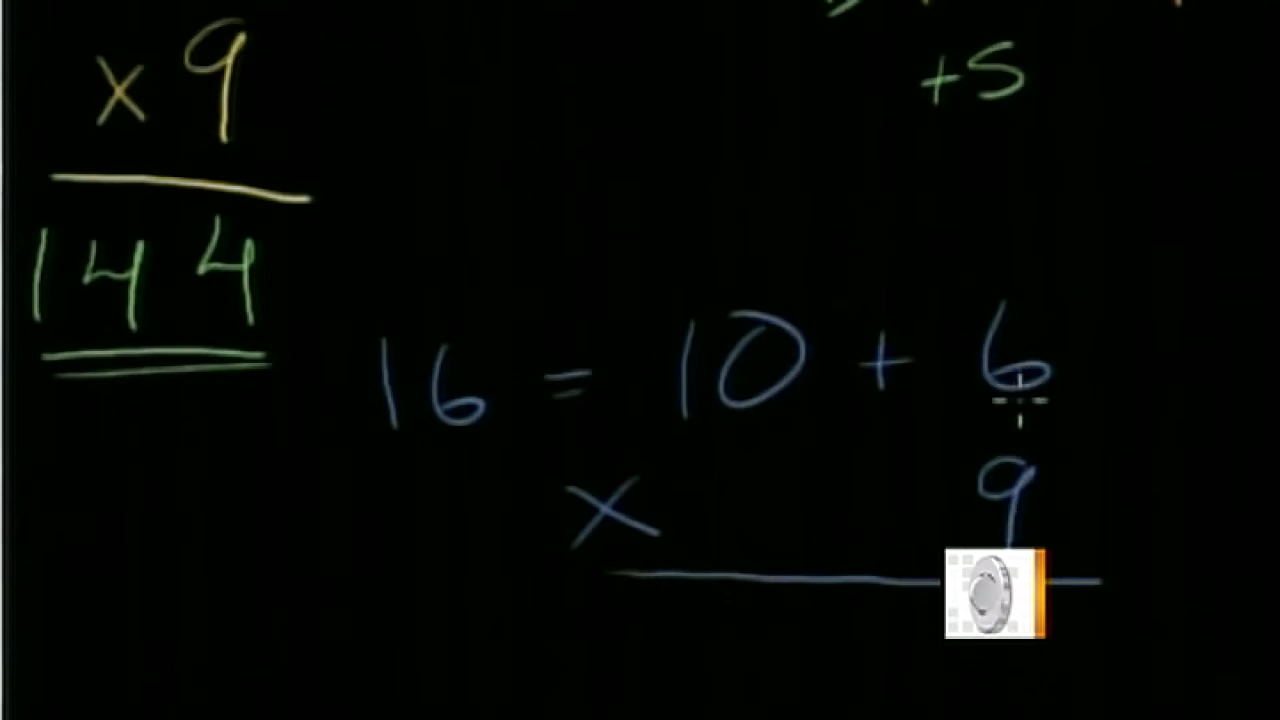 +5
× 9
144
16 = 10 + 6
× 9